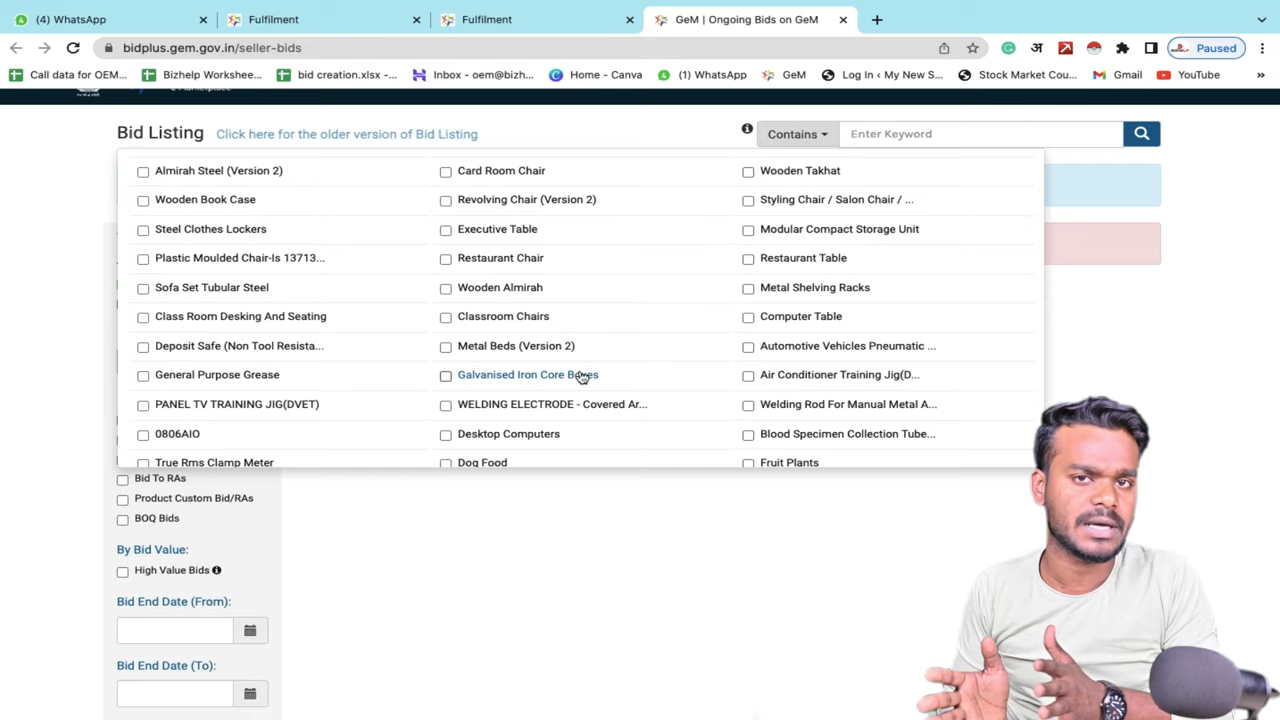 (4) WhatsApp
Fulfilment
Fulfilment
GeM | Ongoing Bids on GeM
bidplus.gem.gov.in/seller-bids
अ
Paused
Call data for OEM...
Bizhelp Workshee...
bid creation.xlsx -...
Inbox - oem@bizh...
Home - Canva
(1) WhatsApp
GeM
Log In ‹ My New S...
Stock Market Cou...
Gmail
YouTube
»
Bid Listing
Click here for the older version of Bid Listing
Contains
Enter Keyword
Almirah Steel (Version 2)
Card Room Chair
Wooden Takhat
Wooden Book Case
Revolving Chair (Version 2)
Styling Chair / Salon Chair / ...
Steel Clothes Lockers
Executive Table
Modular Compact Storage Unit
Plastic Moulded Chair-Is 13713...
Restaurant Chair
Restaurant Table
Sofa Set Tubular Steel
Wooden Almirah
Metal Shelving Racks
Class Room Desking And Seating
Classroom Chairs
Computer Table
Deposit Safe (Non Tool Resista...
Metal Beds (Version 2)
Automotive Vehicles Pneumatic ...
General Purpose Grease
Galvanised Iron Core Boxes
Air Conditioner Training Jig(D...
PANEL TV TRAINING JIG(DVET)
WELDING ELECTRODE - Covered Ar...
Welding Rod For Manual Metal A...
0806AIO
Desktop Computers
Blood Specimen Collection Tube...
True Rms Clamp Meter
Dog Food
Fruit Plants
Bid To RAs
Product Custom Bid/RAs
BOQ Bids
By Bid Value:
High Value Bids
Bid End Date (From):
Bid End Date (To):